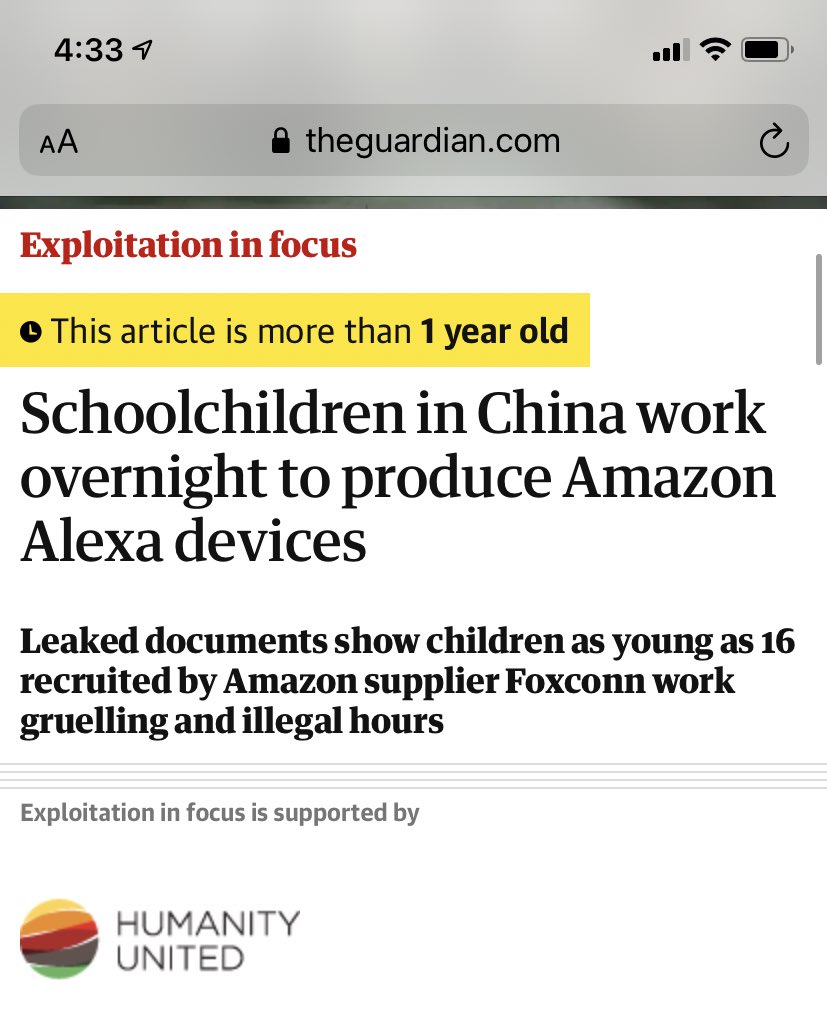 4:33
AA theguardian.com
Exploitation in focus
This article is more than 1 year old
Schoolchildren in China work
overnight to produce Amazon
Alexa devices
Leaked documents show children as young as 16
recruited by Amazon supplier Foxconn work
gruelling and illegal hours
Exploitation in focus is supported by
HUMANITY
UNITED